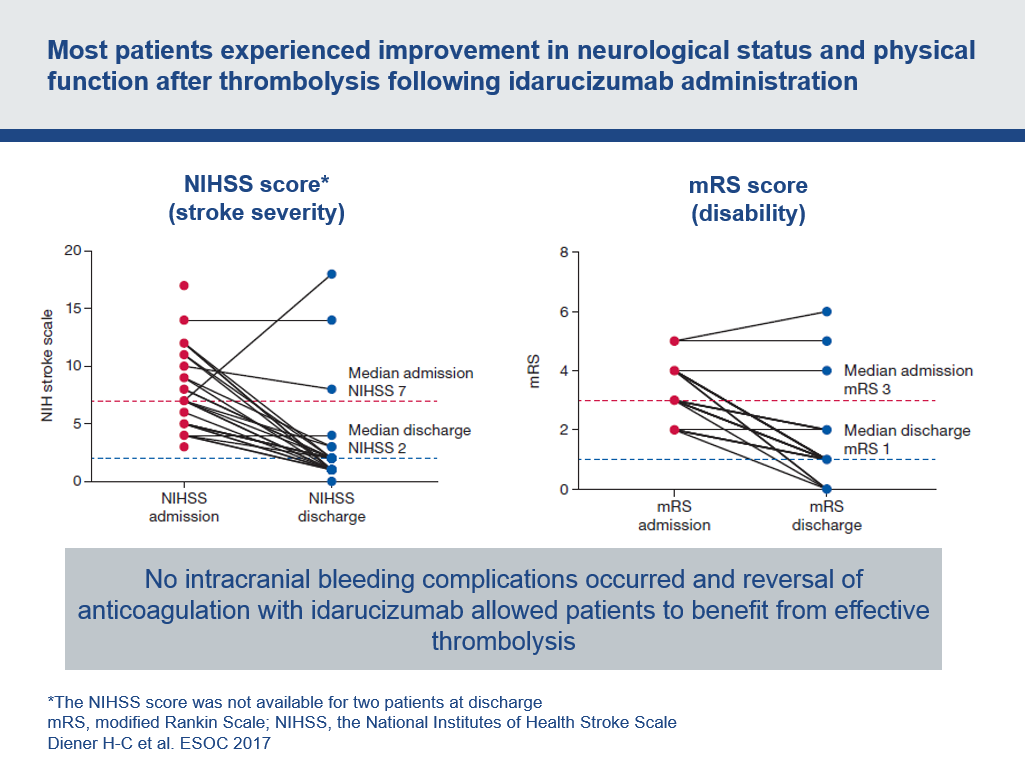 Most patients experienced improvement in neurological status and physical
function after thrombolysis following idarucizumab administration
NIHSS score*
(stroke severity)
NIH stroke scale
20
15
10
5
0
Median admission
NIHSS 7
Median discharge
NIHSS 2
NIHSS
admission
NIHSS
discharge
mRS score
(disability)
mRS
8
6
4
2
0
Median admission
mRS 3
Median discharge
mRS 1
mRS
admission
mRS
discharge
No intracranial bleeding complications occurred and reversal of
anticoagulation with idarucizumab allowed patients to benefit from effective
thrombolysis
*The NIHSS score was not available for two patients at discharge
mRS, modified Rankin Scale; NIHSS, the National Institutes of Health Stroke Scale
Diener H-C et al. ESOC 2017